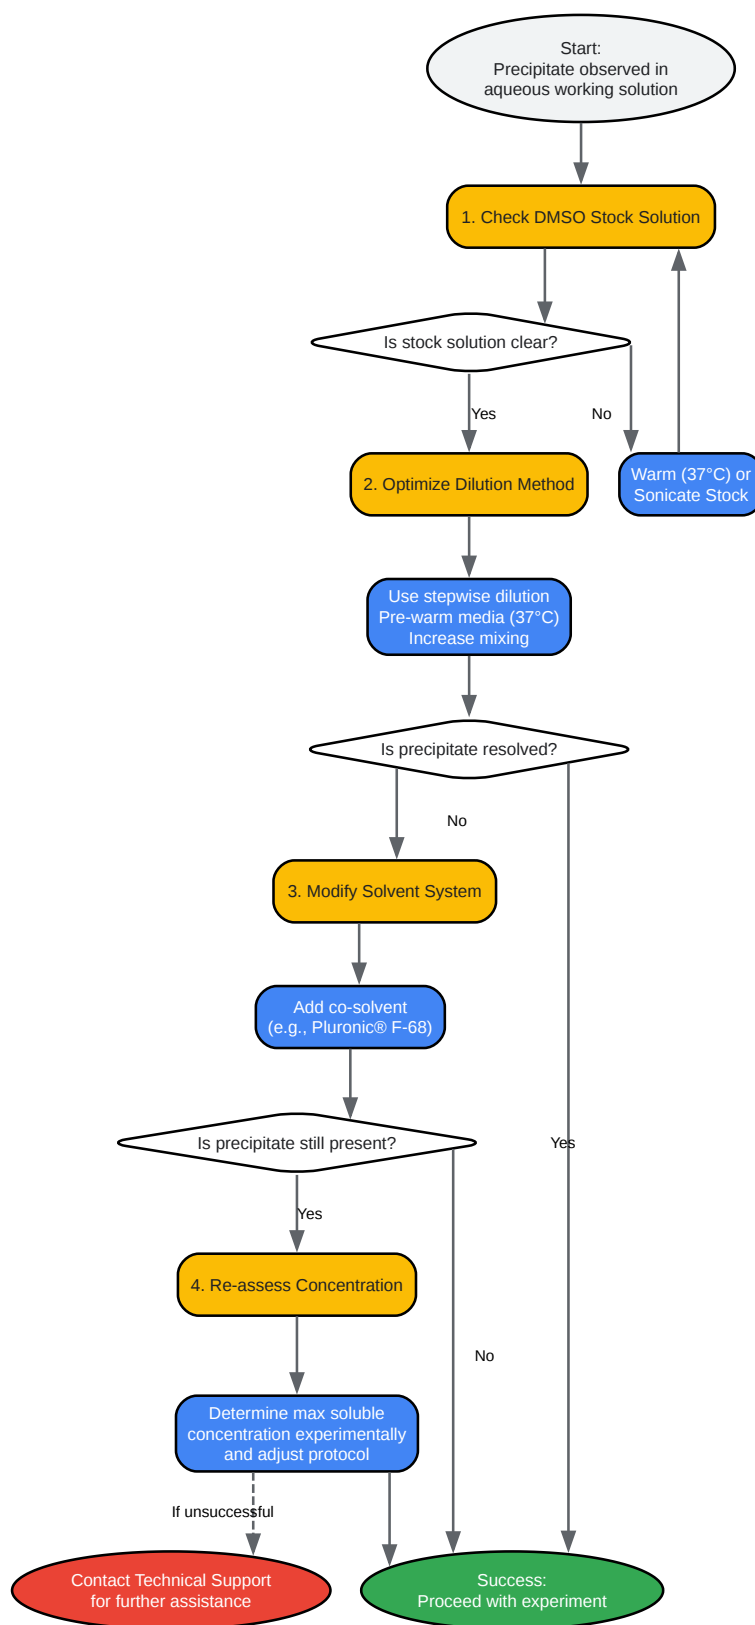 Start:
Precipitate observed in
aqueous working solution
1. Check DMSO Stock Solution
Is stock solution clear?
Yes
No
2. Optimize Dilution Method
Warm (37°C) or
Sonicate Stock
Use stepwise dilution
Pre-warm media (37°C)
Increase mixing
Is precipitate resolved?
No
3. Modify Solvent System
Add co-solvent
(e.g., Pluronic® F-68)
Is precipitate still present?
Yes
Yes
4. Re-assess Concentration
No
Determine max soluble
concentration experimentally
and adjust protocol
If unsuccessful
Contact Technical Support
for further assistance
Success:
Proceed with experiment